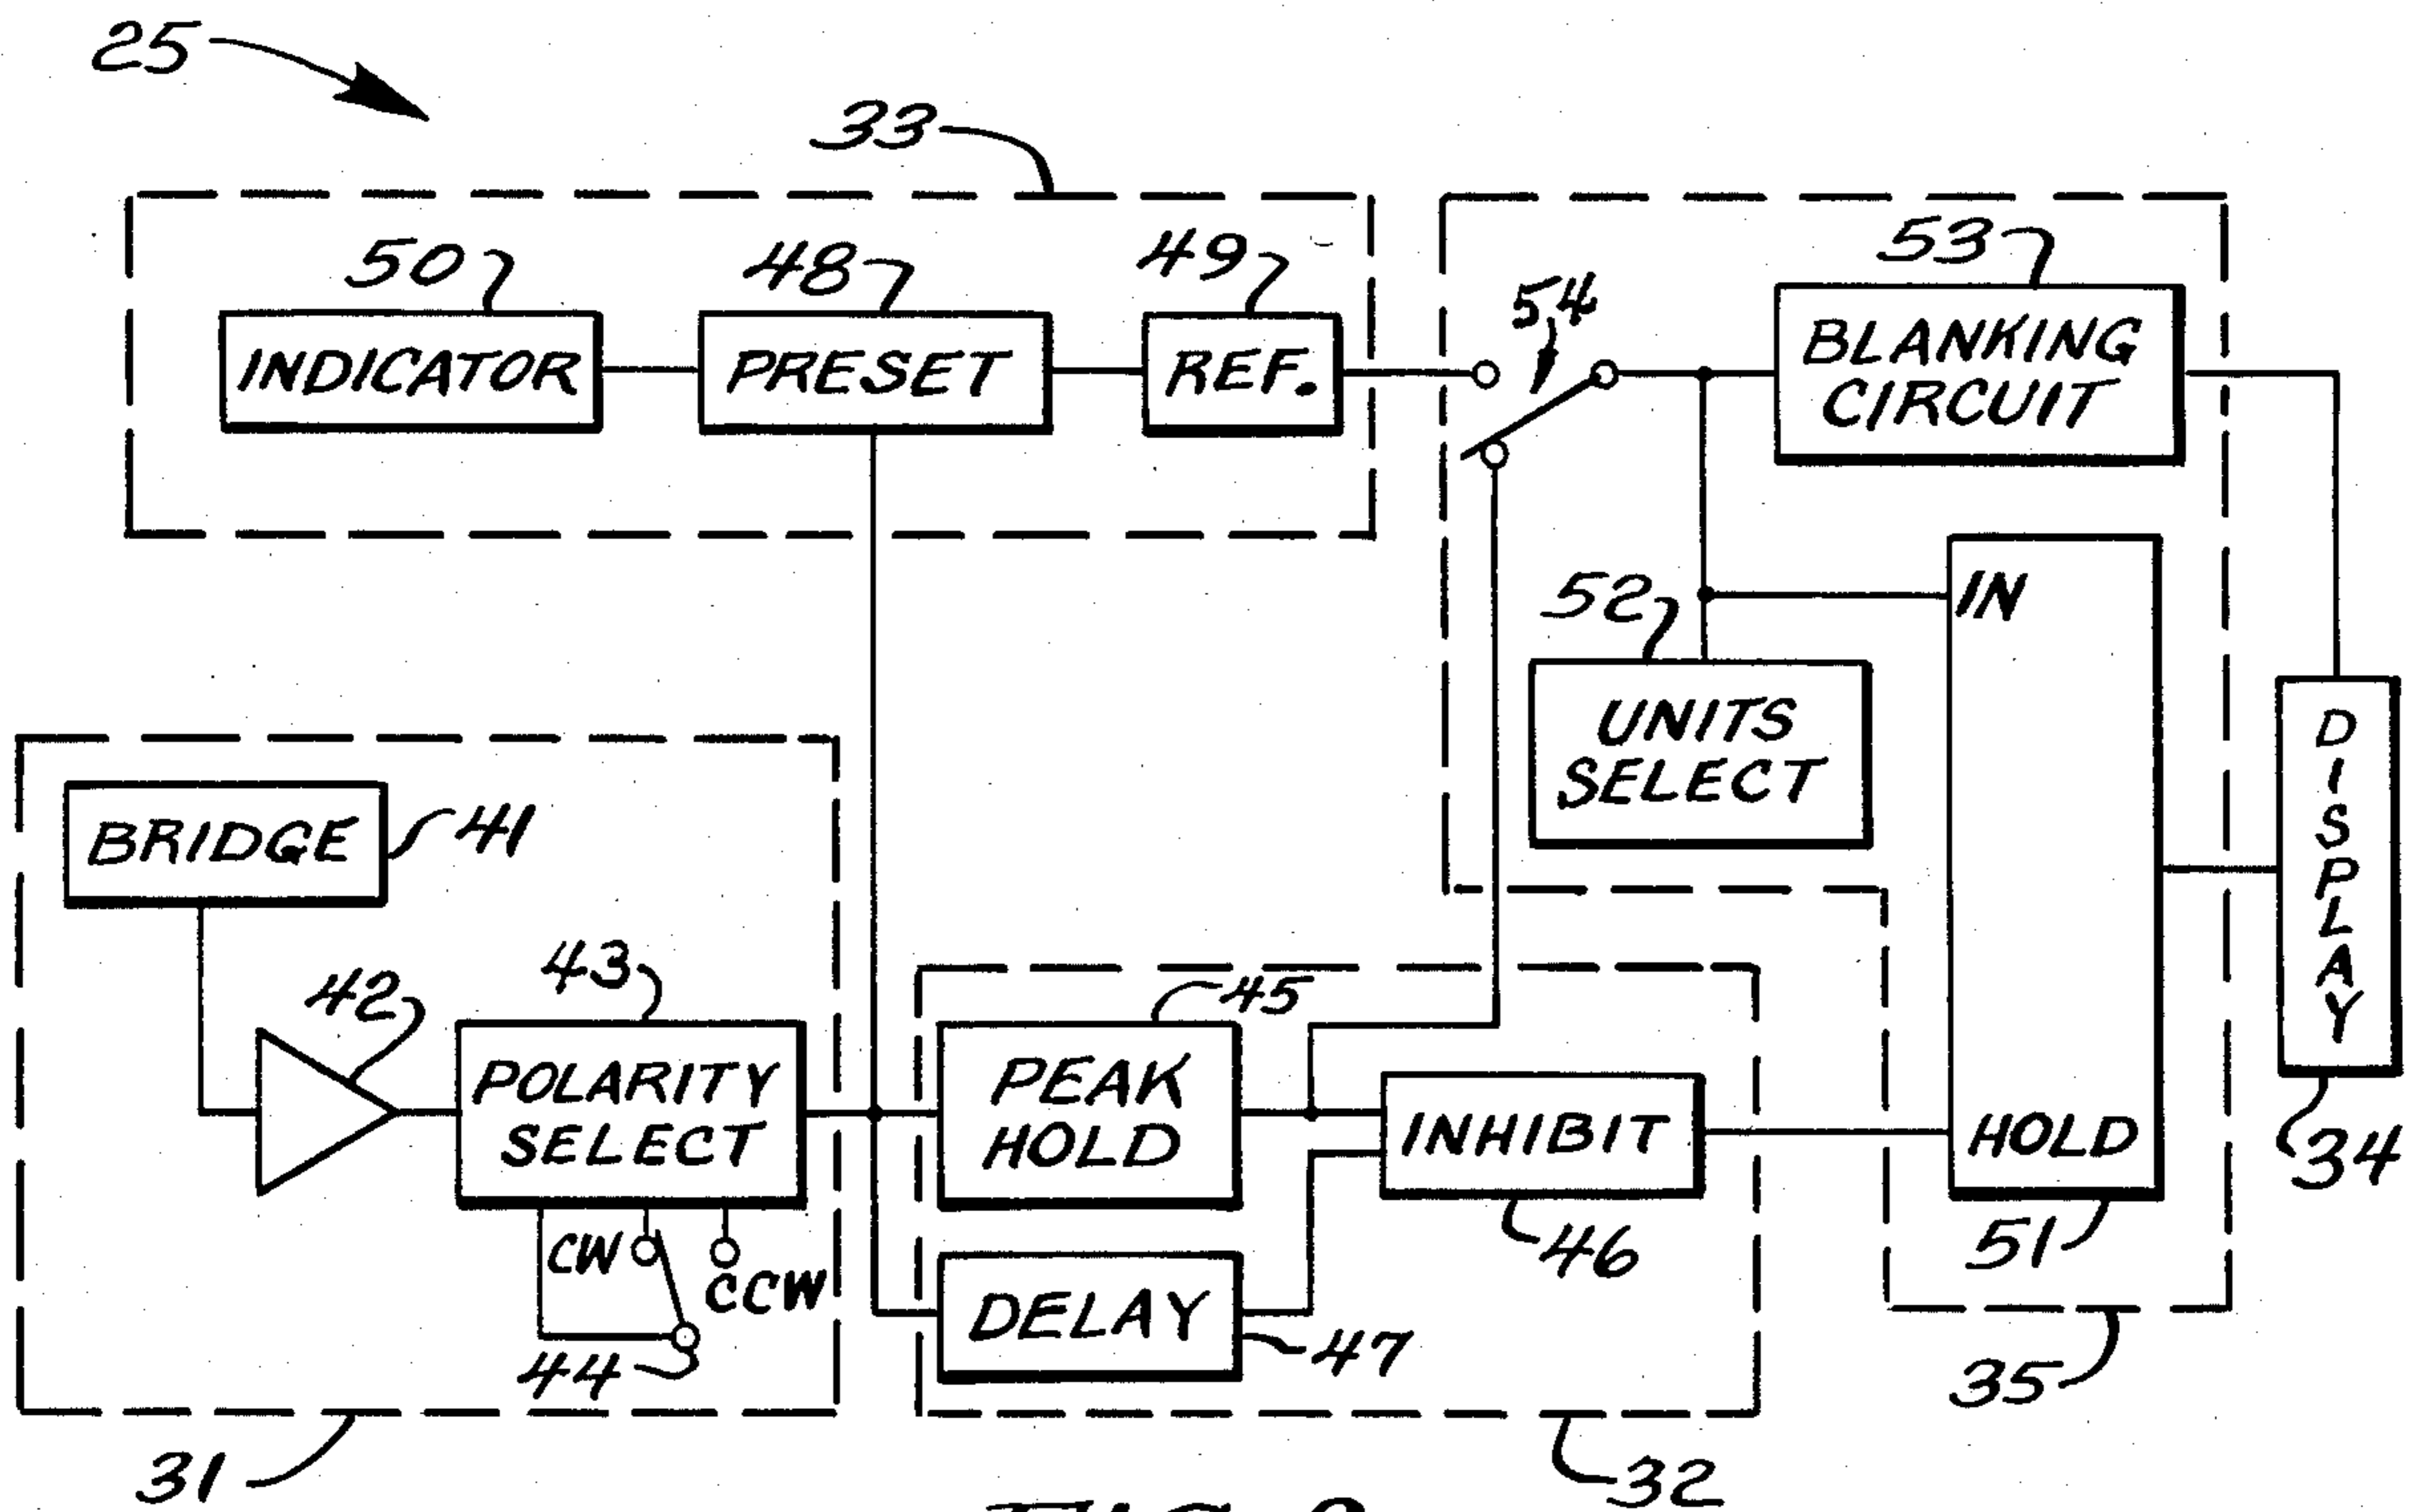 25
33
50
48
49
53
54
INDICATOR
PRESET
REF.
BLANKING
CIRCUIT
52
IN
UNITS
SELECT
DISPLAY
BRIDGE
41
42
43
45
POLARITY
SELECT
PEAK
HOLD
INHIBIT
HOLD
34
CW
CCW
46
51
DELAY
44
47
35
31
32